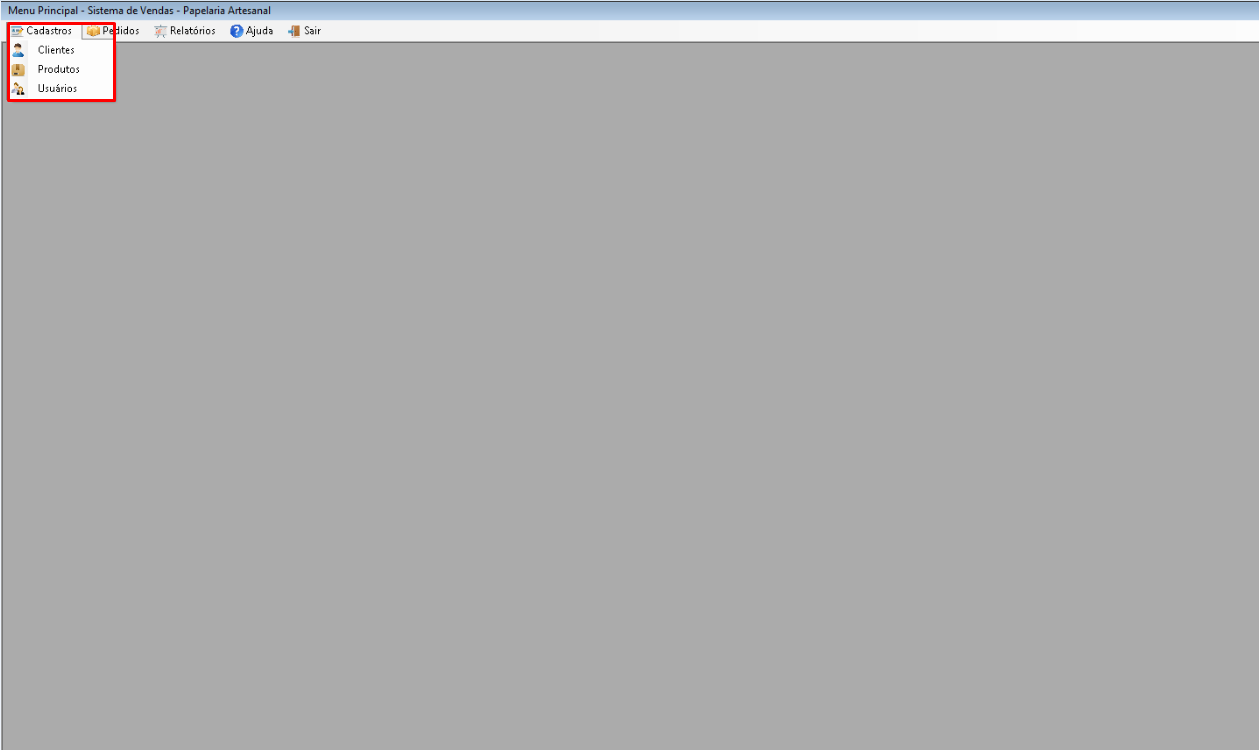 Menu Principal - Sistema de Vendas - Papelaria Artesanal
Cadastros Pedidos Relatórios Ajuda Sair
Clientes
Produtos
Usuários